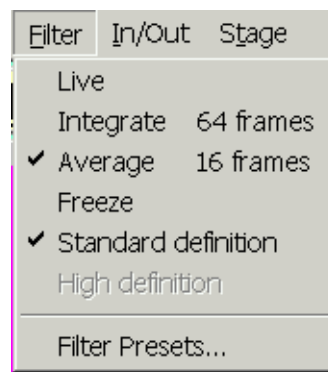 Filter In/Out Stage
Live
Integrate 64 frames
Average 16 frames
Freeze
Standard definition
High definition
Filter Presets...